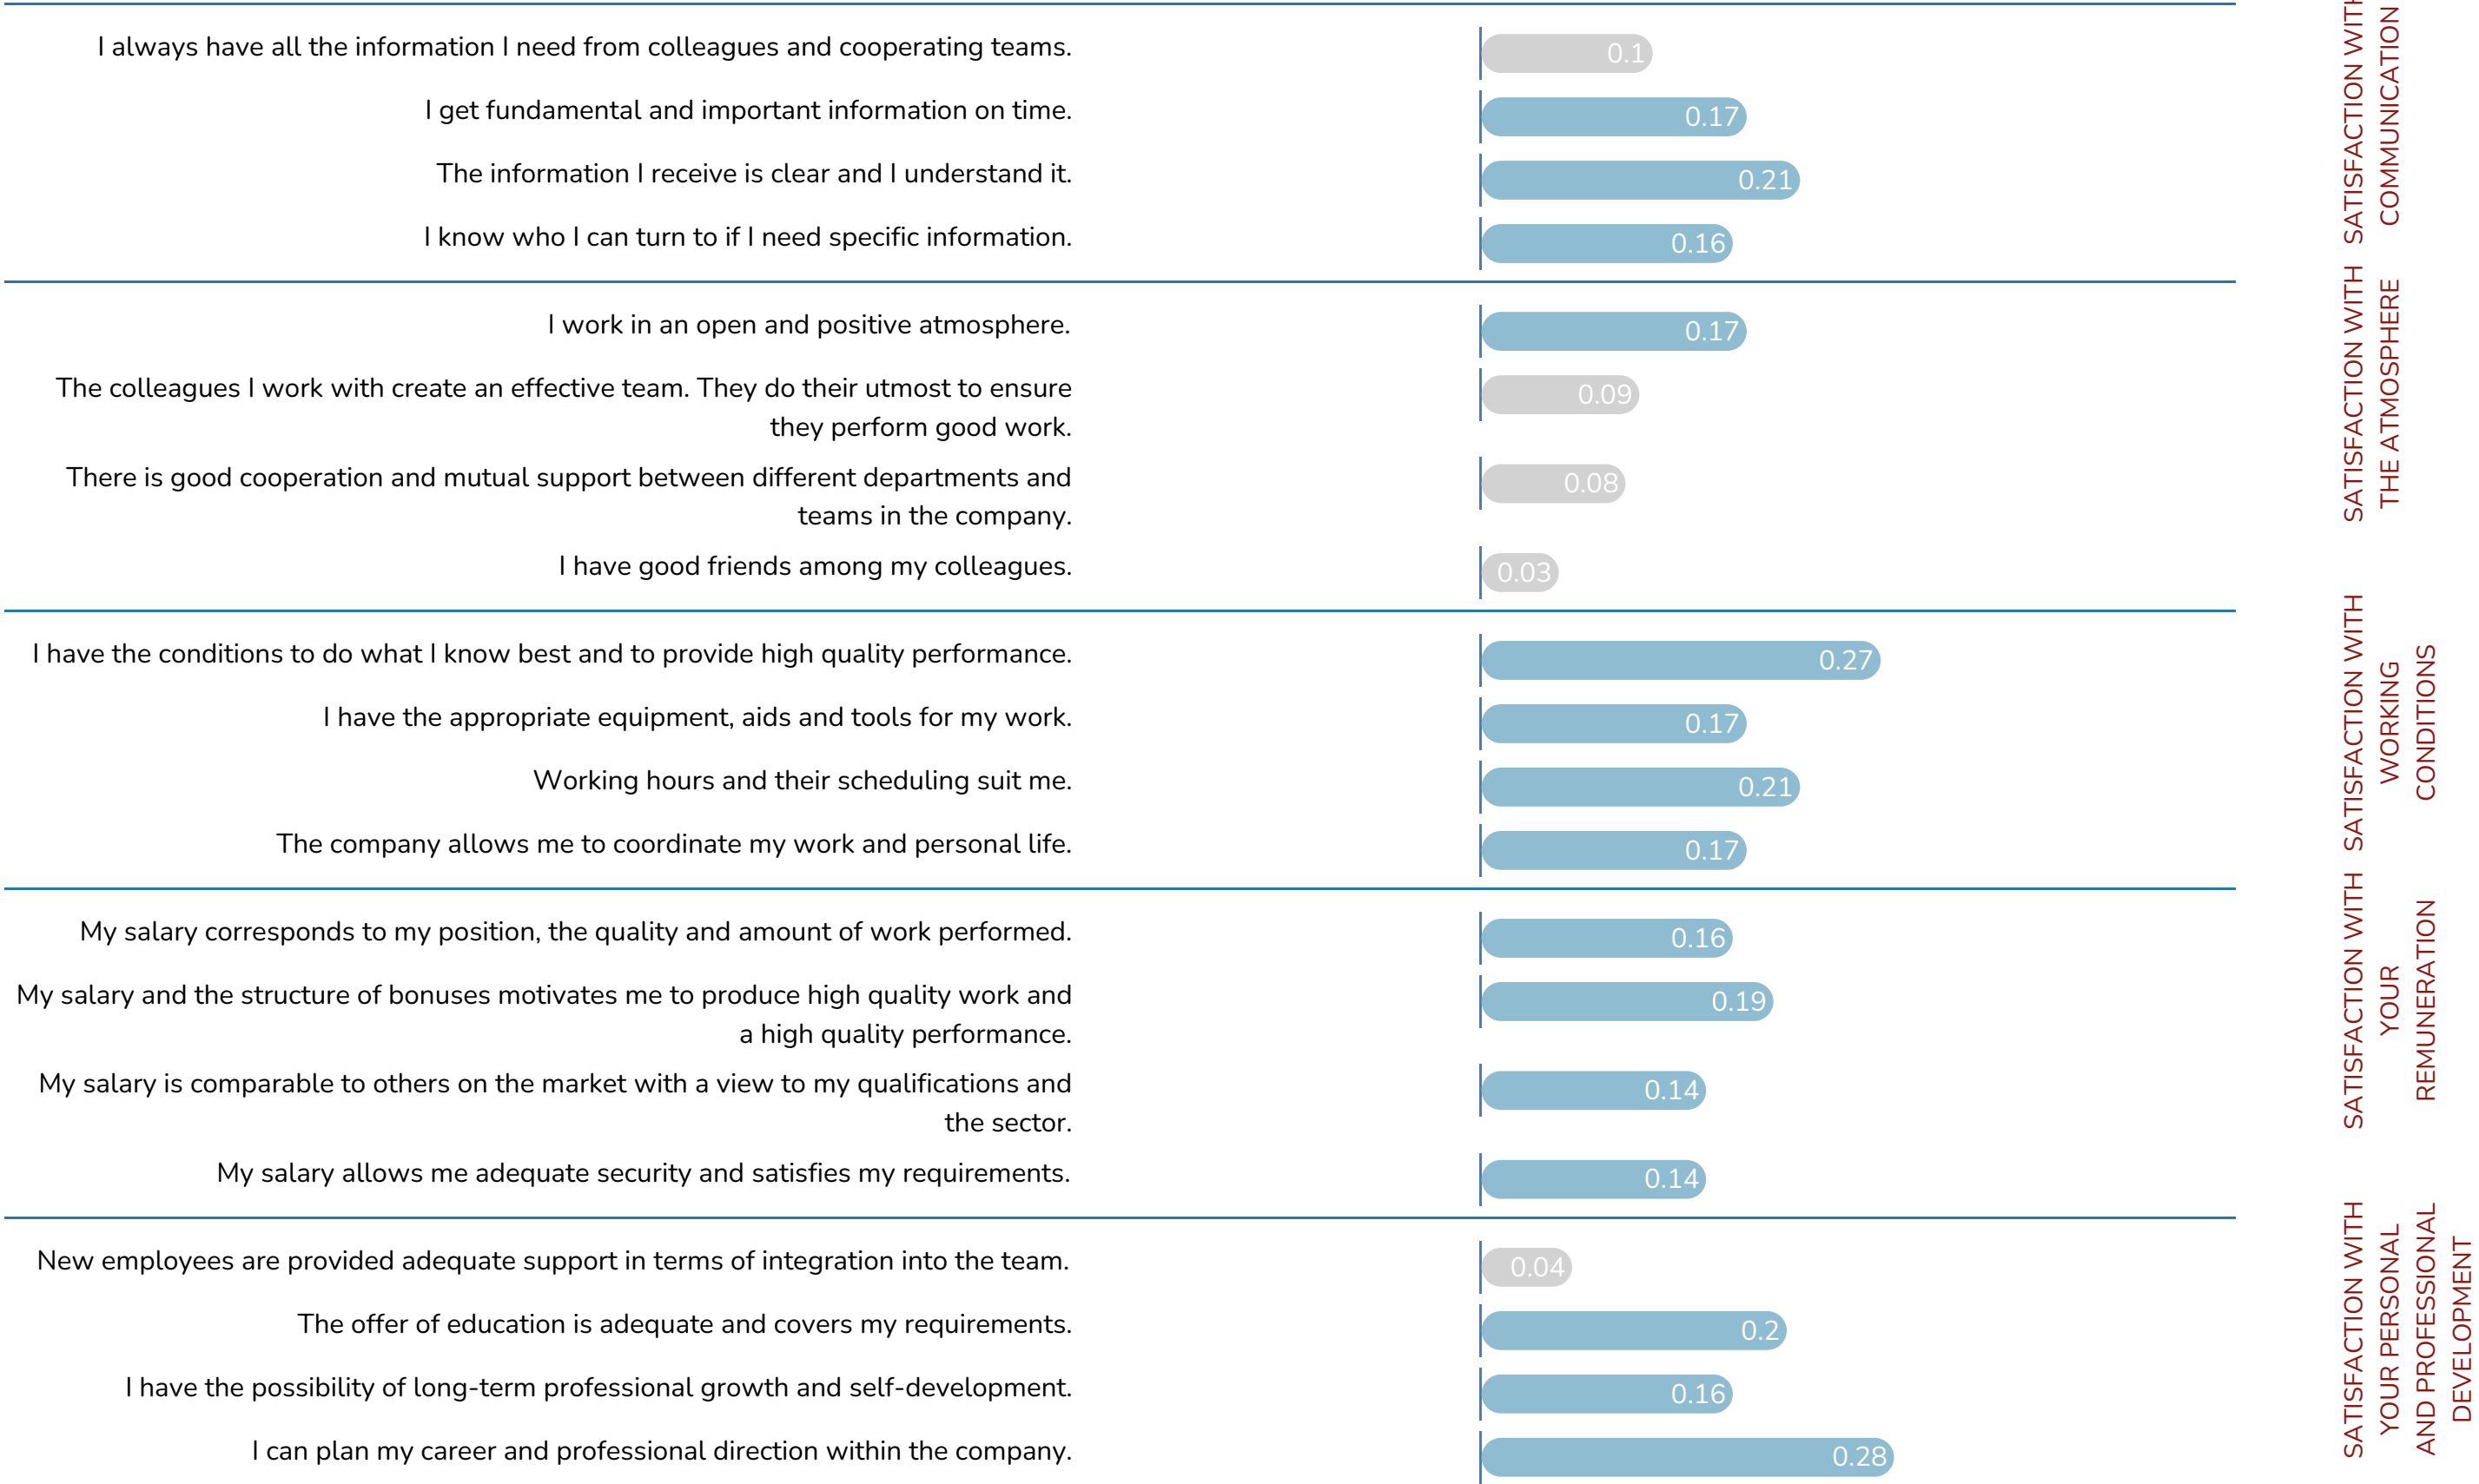 I always have all the information I need from colleagues and cooperating teams.
0.1
I get fundamental and important information on time.
0.17
The information I receive is clear and I understand it.
0.21
I know who I can turn to if I need specific information.
0.16
SATISFACTION WITH
COMMUNICATION
I work in an open and positive atmosphere.
0.17
The colleagues I work with create an effective team. They do their utmost to ensure
they perform good work.
0.09
There is good cooperation and mutual support between different departments and
teams in the company.
0.08
I have good friends among my colleagues.
0.03
SATISFACTION WITH
THE ATMOSPHERE
I have the conditions to do what I know best and to provide high quality performance.
0.27
I have the appropriate equipment, aids and tools for my work.
0.17
Working hours and their scheduling suit me.
0.21
The company allows me to coordinate my work and personal life.
0.17
SATISFACTION WITH
WORKING
CONDITIONS
My salary corresponds to my position, the quality and amount of work performed.
0.16
My salary and the structure of bonuses motivates me to produce high quality work and
a high quality performance.
0.19
My salary is comparable to others on the market with a view to my qualifications and
the sector.
0.14
My salary allows me adequate security and satisfies my requirements.
0.14
SATISFACTION WITH
YOUR
REMUNERATION
New employees are provided adequate support in terms of integration into the team.
0.04
The offer of education is adequate and covers my requirements.
0.2
I have the possibility of long-term professional growth and self-development.
0.16
I can plan my career and professional direction within the company.
0.28
SATISFACTION WITH
YOUR PERSONAL
AND PROFESSIONAL
DEVELOPMENT